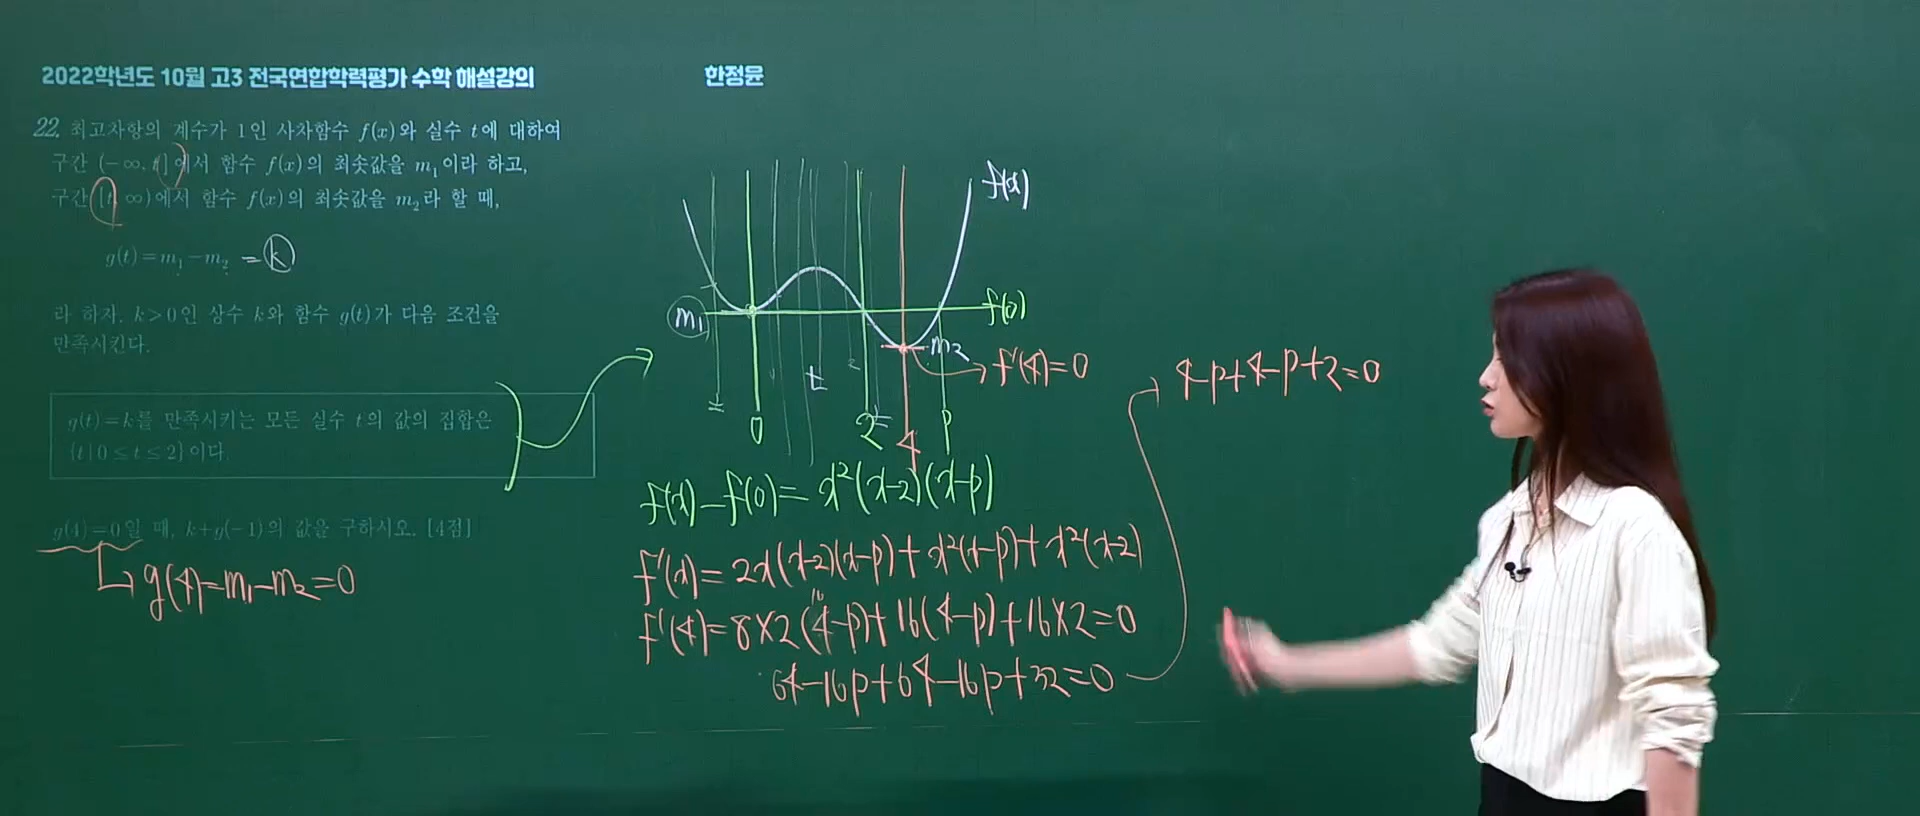 2022학년도 10월 고3 전국연합학력평가 수학 해설강의
한정윤
22. 최고차항의 계수가 1인 사차함수 f(x)와 실수 t에 대하여
구간 (-∞, t]에서 함수 f(x)의 최솟값을 m₁이라 하고,
구간 [t, ∞)에서 함수 f(x)의 최솟값을 m₂라 할 때,
g(t)=m₁-m₂ = k
라 하자. k>0인 상수 k와 함수 g(t)가 다음 조건을
만족시킨다.
g(t)=k를 만족시키는 모든 실수 t의 값의 집합은
{t|0≤t≤2}이다.
g(4)=0일 때, k+g(-1)의 값을 구하시오. [4점]
g(4)=m₁-m₂=0
f(x)
m₁
f(0)
m₂
f'(4)=0
t
t
0
2
4
p
f(x)-f(0)=x²(x-2)(x-p)
f'(x)=2x(x-2)(x-p)+x²(x-p)+x²(x-2)
f'(4)=8×2(4-p)+16(4-p)+16×2=0
64-16p+64-16p+32=0
4-p+4-p+2=0